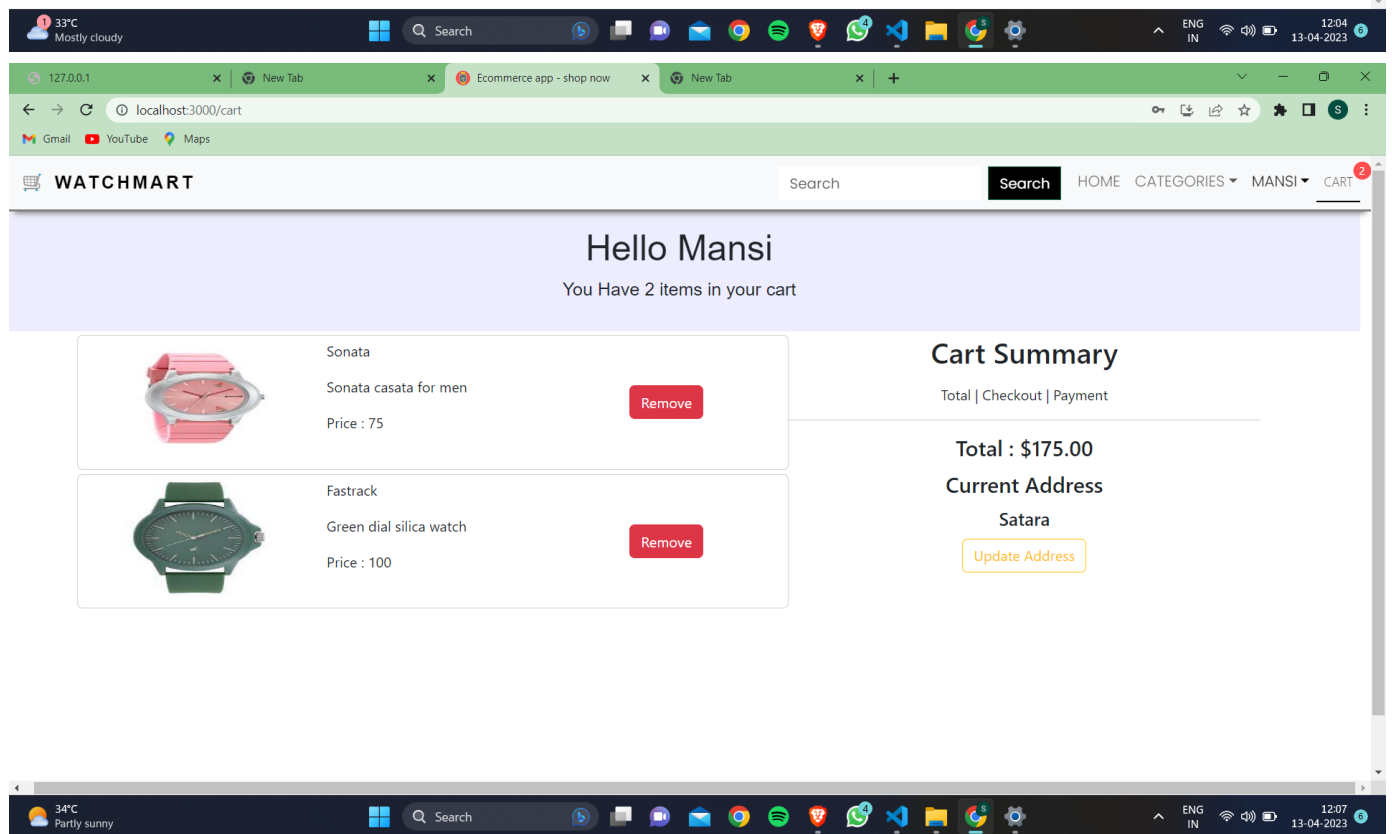 1 33°C ENG 12:04
Mostly cloudy Search 4 S IN 13-04-2023 6
127.0.0.1 New Tab Ecommerce app - shop now New Tab
localhost:3000/cart S
Gmail YouTube Maps
WATCHMART Search Search HOME CATEGORIES MANSI CART 2
Hello Mansi
You Have 2 items in your cart
Sonata
Sonata casata for men
Price : 75
Remove
Fastrack
Green dial silica watch
Price : 100
Remove
Cart Summary
Total | Checkout | Payment
Total : $175.00
Current Address
Satara
Update Address
34°C ENG 12:07
Partly sunny Search 4 S IN 13-04-2023 6